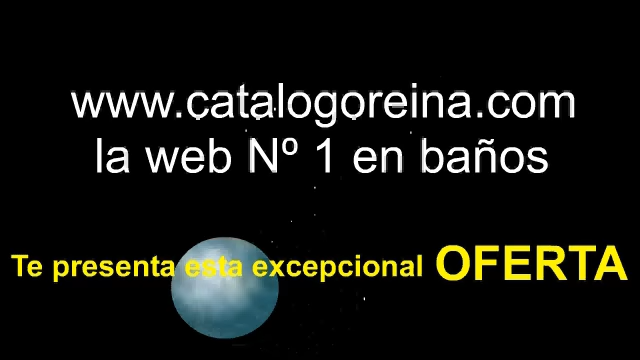 www.catalogoreina.com
la web Nº 1 en baños
Te presenta esta excepcional OFERTA